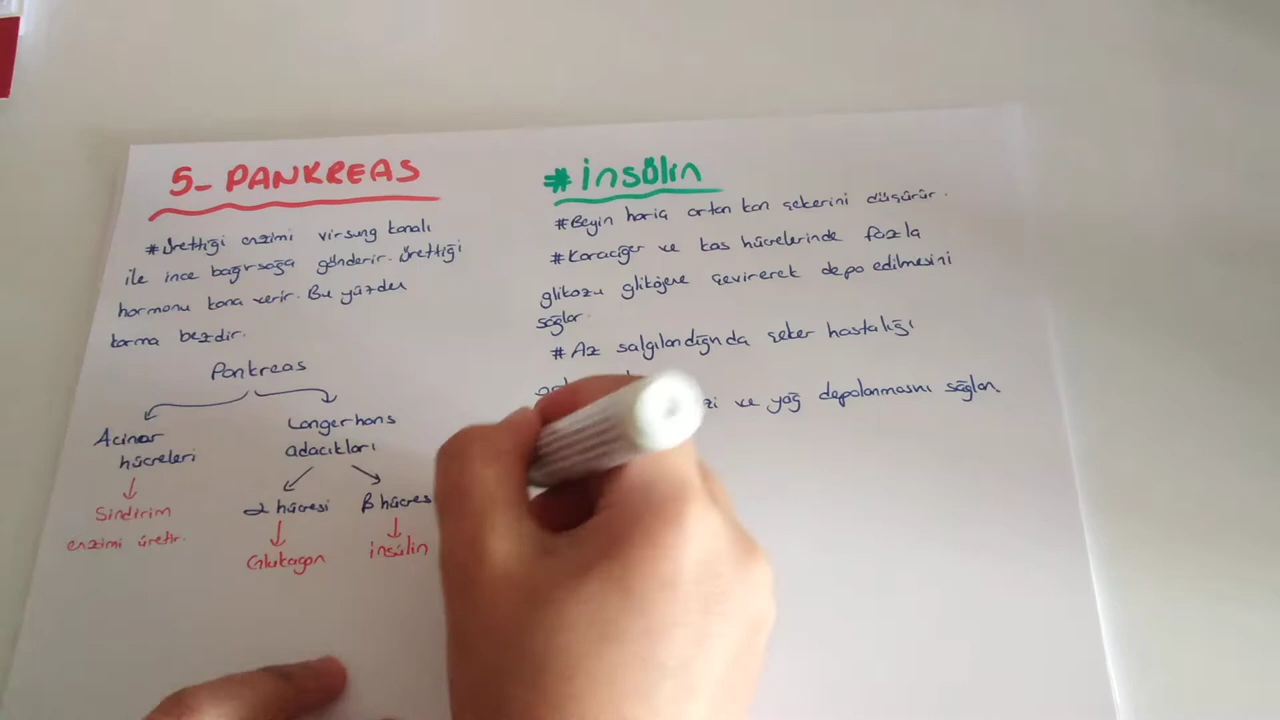 5- PANKREAS
#Ürettiği enzimi virsung kanalı
ile ince bağırsağa gönderir. Ürettiği
hormonu kana verir. Bu yüzden
karma bezdir.
Pankreas
Acinar
hücreleri
Sindirim
enzimi üretir.
Langerhans
adacıkları
α hücresi
Glukagon
β hücres
insülin
#insülin
#Beyin hariç artan kan şekerini düşürür.
#Karaciğer ve kas hücrelerinde fazla
glikozu glikojene çevirerek depo edilmesini
sağlar.
#Az salgılandığında şeker hastalığı
ve yağ depolanmasını sağlar.